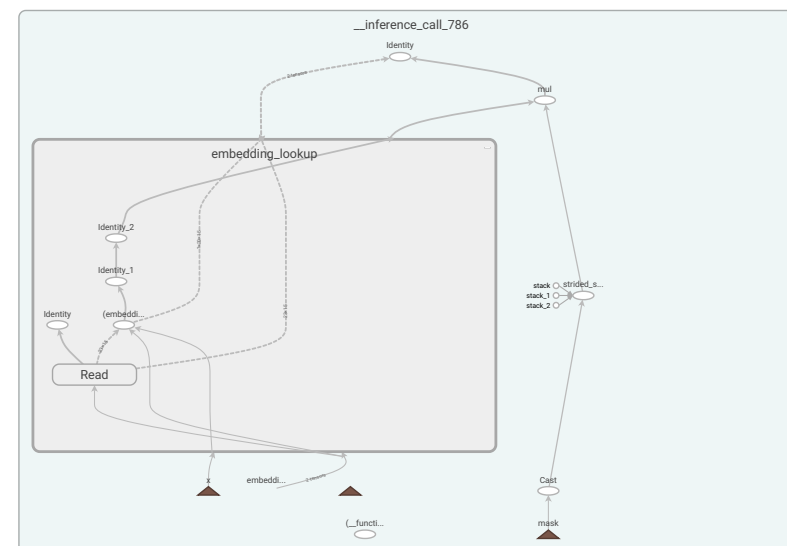 __inference_call_786
Identity
mul
embedding_lookup
Identity_2
Identity_1
stack
strided_s...
stack_1
stack_2
Identity
(embeddi...
Read
x
embeddi...
Cast
(__functi...
mask